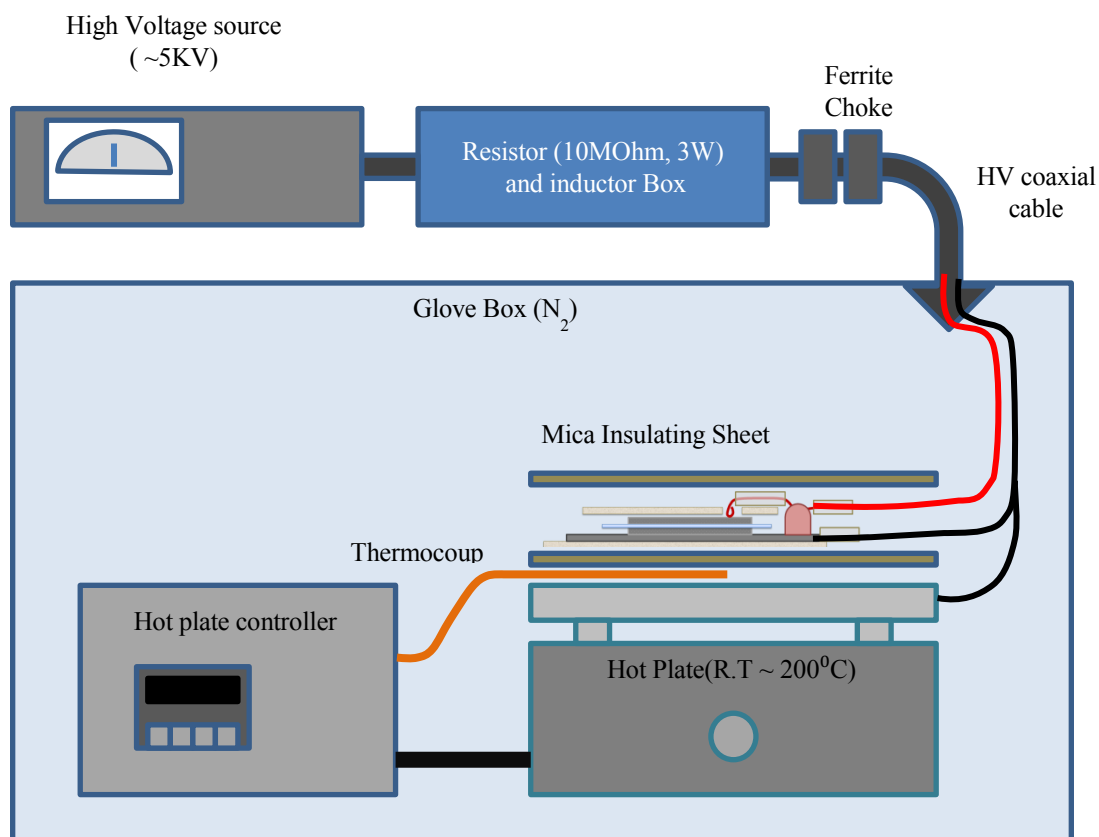 High Voltage source
( ~5KV)
Ferrite
Choke
Resistor (10MOhm, 3W)
and inductor Box
HV coaxial
cable
Glove Box (N₂)
Mica Insulating Sheet
Thermocoup
Hot plate controller
Hot Plate(R.T ~ 200⁰C)